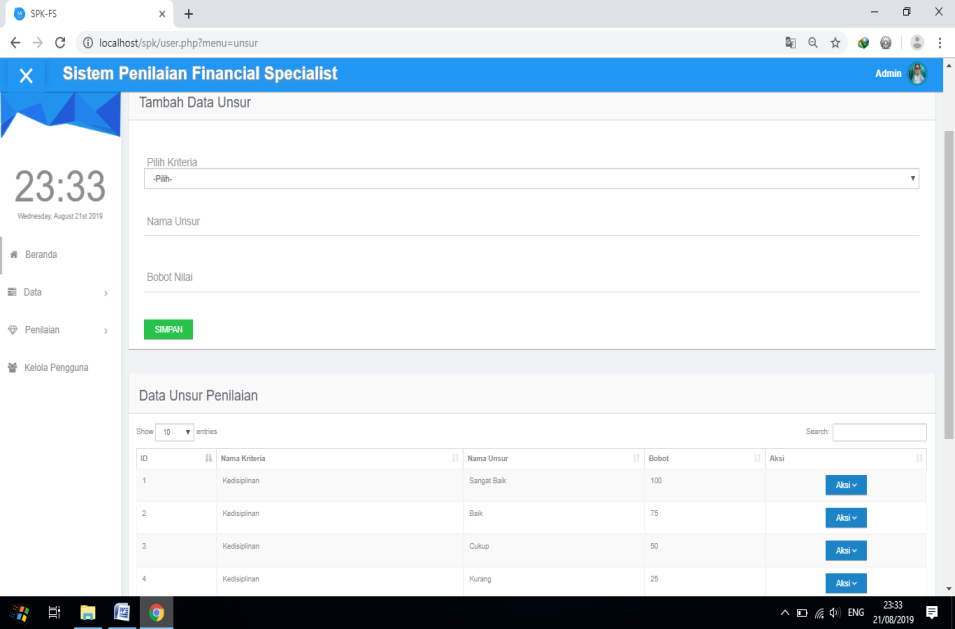 SPK-FS
localhost/spk/user.php?menu=unsur
Sistem Penilaian Financial Specialist
Admin
Tambah Data Unsur
23:33
Wednesday, August 21st 2019
Beranda
Data
Penilaian
Kelola Pengguna
Pilih Kriteria
-Pilih-
Nama Unsur
Bobot Nilai
SIMPAN
Data Unsur Penilaian
Show 10 entries
Search:
ID Nama Kriteria Nama Unsur Bobot Aksi
1 Kedisiplinan Sangat Baik 100 Aksi
2 Kedisiplinan Baik 75 Aksi
3 Kedisiplinan Cukup 50 Aksi
4 Kedisiplinan Kurang 25 Aksi
ENG
23:33
21/08/2019